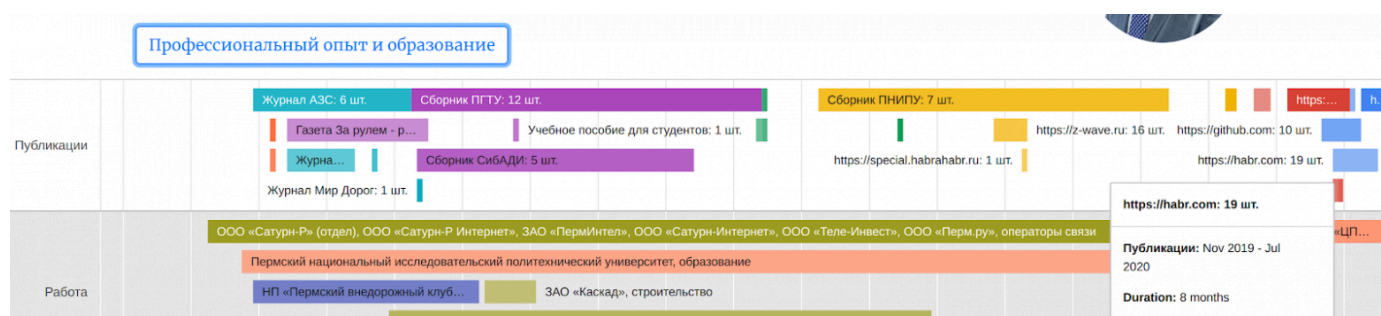 Профессиональный опыт и образование
Журнал АЗС: 6 шт.
Сборник ПГТУ: 12 шт.
Сборник ПНИПУ: 7 шт.
https:...
h.
Газета За рулем - р...
Учебное пособие для студентов: 1 шт.
https://z-wave.ru: 16 шт.
https://github.com: 10 шт.
Публикации
Журна...
Сборник СибАДИ: 5 шт.
https://special.habrahabr.ru: 1 шт.
https://habr.com: 19 шт.
Журнал Мир Дорог: 1 шт.
https://habr.com: 19 шт.
Публикации: Nov 2019 - Jul
2020
Duration: 8 months
ООО «Сатурн-Р» (отдел), ООО «Сатурн-Р Интернет», ЗАО «ПермИнтел», ООО «Сатурн-Интернет», ООО «Теле-Инвест», ООО «Перм.ру», операторы связи
«ЦП...
Пермский национальный исследовательский политехнический университет, образование
Работа
НП «Пермский внедорожный клуб...
ЗАО «Каскад», строительство